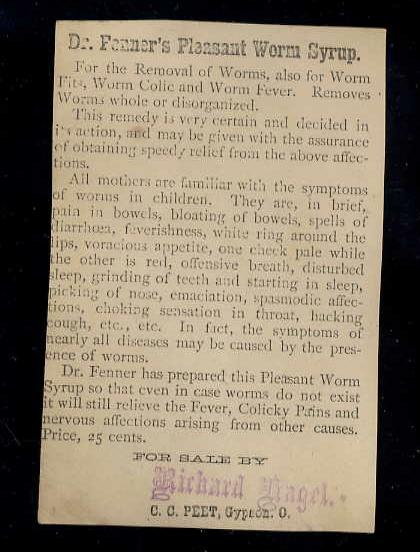 Dr. Fenner's Pleasant Worm Syrup.
For the Removal of Worms, also for Worm
Fits, Worm Colic and Worm Fever. Removes
Worms whole or disorganized.
This remedy is very certain and decided in
its action, and may be given with the assurance
of obtaining speedy relief from the above affec-
tions.
All mothers are familiar with the symptoms
of worms in children. They are, in brief,
pain in bowels, bloating of bowels, spells of
diarrhœa, feverishness, white ring around the
lips, voracious appetite, one cheek pale while
the other is red, offensive breath, disturbed
sleep, grinding of teeth and starting in sleep,
picking of nose, emaciation, spasmodic affec-
tions, choking sensation in throat, hacking
cough, etc., etc. In fact, the symptoms of
nearly all diseases may be caused by the pres-
ence of worms.
Dr. Fenner has prepared this Pleasant Worm
Syrup so that even in case worms do not exist
it will still relieve the Fever, Colicky Pains and
nervous affections arising from other causes.
Price, 25 cents.
FOR SALE BY
Richard Nagel.
C. C. PEET, Gypson. O.